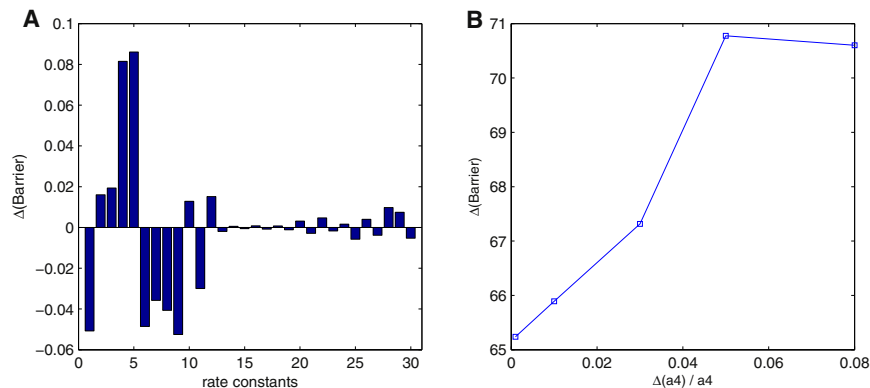 A
Δ(Barrier)
0.1
0.08
0.06
0.04
0.02
0
−0.02
−0.04
−0.06
0 5 10 15 20 25 30
rate constants
B
Δ(Barrier)
71
70
69
68
67
66
65
0 0.02 0.04 0.06 0.08
Δ(a4) / a4